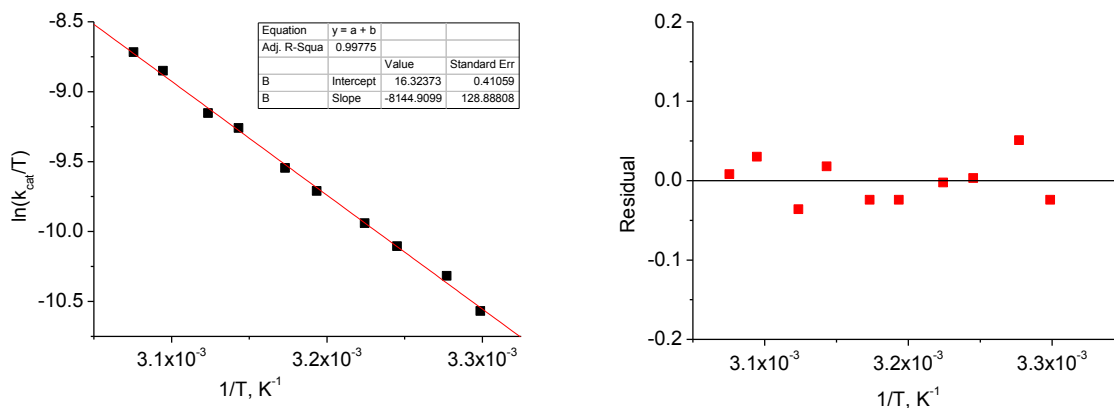 -8.5
-9.0
-9.5
-10.0
-10.5
ln(k_cat/T)
Equation y = a + b
Adj. R-Squa 0.99775
Value Standard Err
B Intercept 16.32373 0.41059
B Slope -8144.9099 128.88808
3.1x10⁻³ 3.2x10⁻³ 3.3x10⁻³
1/T, K⁻¹
0.2
0.1
0.0
-0.1
-0.2
Residual
3.1x10⁻³ 3.2x10⁻³ 3.3x10⁻³
1/T, K⁻¹